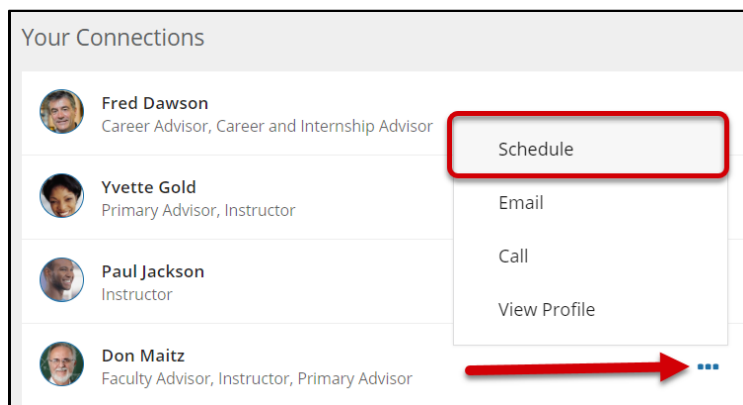 Your Connections
Fred Dawson
Career Advisor, Career and Internship Advisor
Schedule
Yvette Gold
Email
Primary Advisor, Instructor
Call
Paul Jackson
Instructor
View Profile
Don Maitz
Faculty Advisor, Instructor, Primary Advisor